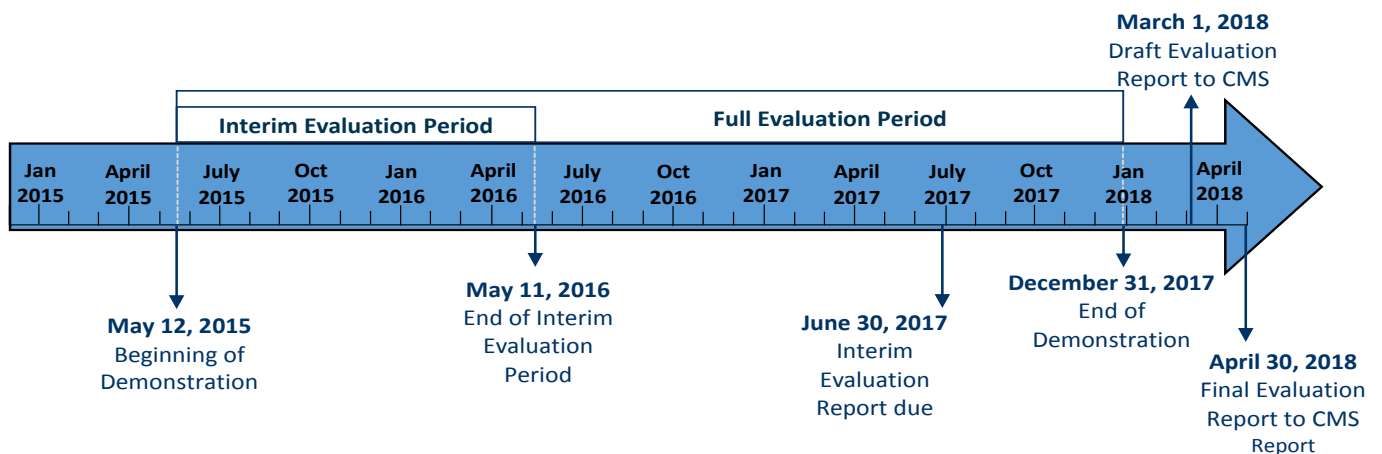 March 1, 2018
Draft Evaluation
Report to CMS
Interim Evaluation Period
Full Evaluation Period
Jan
2015
April
2015
July
2015
Oct
2015
Jan
2016
April
2016
July
2016
Oct
2016
Jan
2017
April
2017
July
2017
Oct
2017
Jan
2018
April
2018
May 12, 2015
Beginning of
Demonstration
May 11, 2016
End of Interim
Evaluation
Period
June 30, 2017
Interim
Evaluation
Report due
December 31, 2017
End of
Demonstration
April 30, 2018
Final Evaluation
Report to CMS
Report